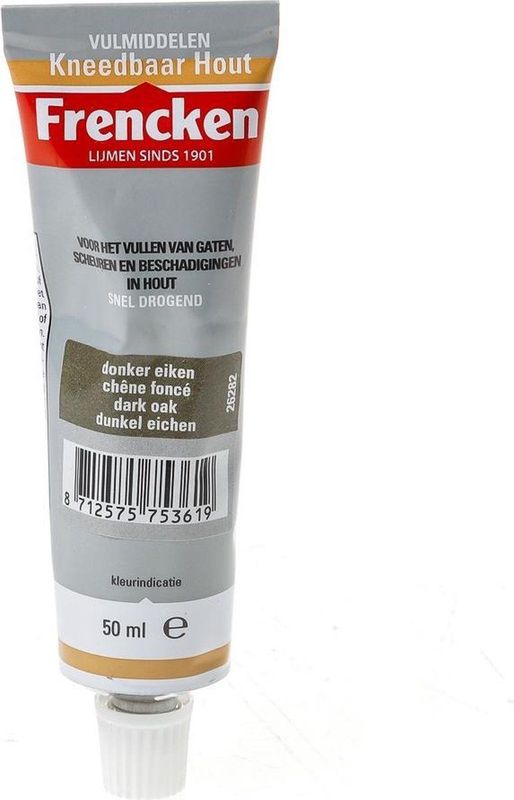 VULMIDDELEN
Kneedbaar Hout
Frencken
LIJMEN SINDS 1901
VOOR HET VULLEN VAN GATEN,
SCHEUREN EN BESCHADIGINGEN
IN HOUT
SNEL DROGEND
donker eiken
chêne foncé
dark oak
dunkel eichen
26282
8 712575 753619
kleurindicatie
50 ml e